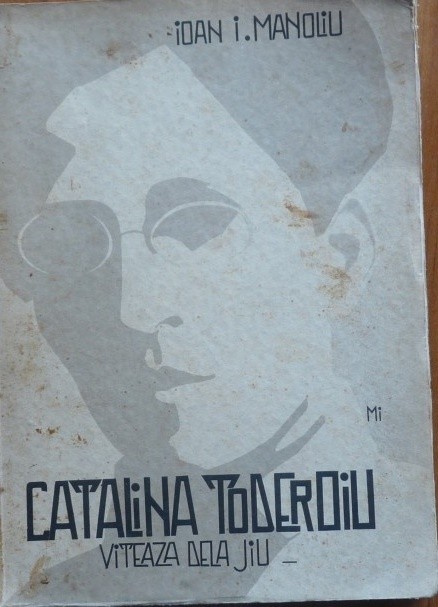 IOAN I. MANOLIU
Mi
CATALINA TODEROIU
VITEAZA DELA JIU _